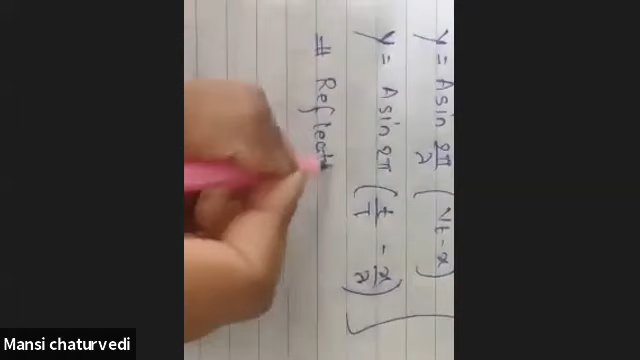 y = A sin 2π/λ (vt - x)
y = A sin 2π (t/T - x/λ)
# Reflect
Mansi chaturvedi